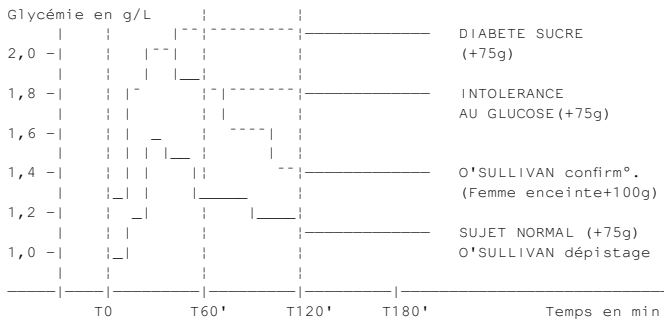 Glycémie en g/L
DIABETE SUCRE
2,0
(+75g)
1,8
INTOLERANCE
AU GLUCOSE(+75g)
1,6
1,4
O'SULLIVAN confirm°.
(Femme enceinte+100g)
1,2
SUJET NORMAL (+75g)
1,0
O'SULLIVAN dépistage
T0 T60' T120' T180' Temps en min